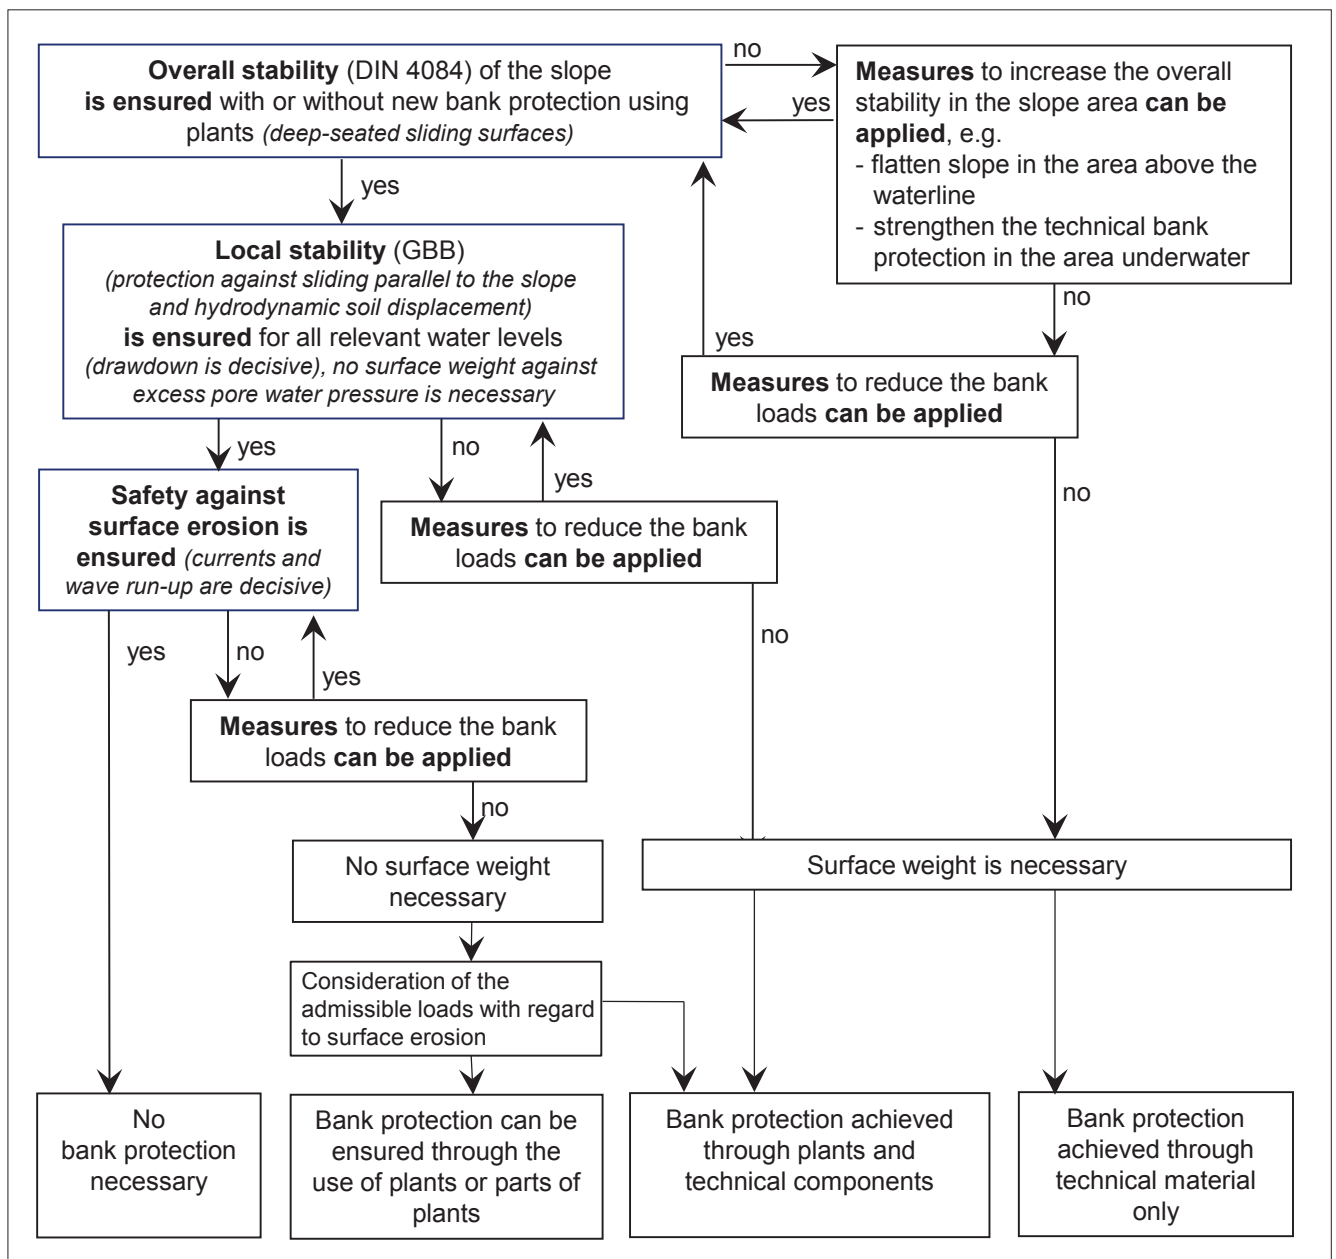 Overall stability (DIN 4084) of the slope
is ensured with or without new bank protection using
plants (deep-seated sliding surfaces)
no
yes
Measures to increase the overall
stability in the slope area can be
applied, e.g.
- flatten slope in the area above the
waterline
- strengthen the technical bank
protection in the area underwater
yes
Local stability (GBB)
(protection against sliding parallel to the slope
and hydrodynamic soil displacement)
is ensured for all relevant water levels
(drawdown is decisive), no surface weight against
excess pore water pressure is necessary
yes
no
Measures to reduce the bank
loads can be applied
yes
no
yes
no
Safety against
surface erosion is
ensured (currents and
wave run-up are decisive)
Measures to reduce the bank
loads can be applied
yes
no
yes
no
Measures to reduce the bank
loads can be applied
no
No surface weight
necessary
Surface weight is necessary
Consideration of the
admissible loads with regard
to surface erosion
No
bank protection
necessary
Bank protection can be
ensured through the
use of plants or parts of
plants
Bank protection achieved
through plants and
technical components
Bank protection
achieved through
technical material
only